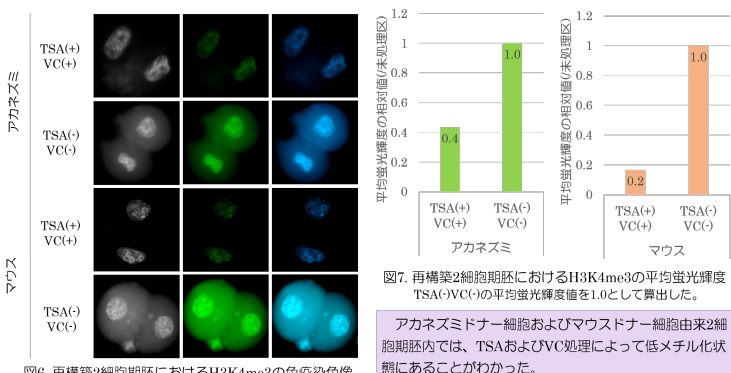 アカネズミ
TSA(+)
VC(+)
TSA(-)
VC(-)
マウス
TSA(+)
VC(+)
TSA(-)
VC(-)
図6. 再構築2細胞期胚におけるH3K4me3の免疫染色像
平均蛍光輝度の相対値(/未処理区)
1.2
1
0.8
0.6
0.4
0.2
0
0.4
1.0
TSA(+)
VC(+)
TSA(-)
VC(-)
アカネズミ
平均蛍光輝度の相対値(/未処理区)
1.2
1
0.8
0.6
0.4
0.2
0
0.2
1.0
TSA(+)
VC(+)
TSA(-)
VC(-)
マウス
図7. 再構築2細胞期胚におけるH3K4me3の平均蛍光輝度
TSA(-)VC(-)の平均蛍光輝度値を1.0として算出した。
アカネズミドナー細胞およびマウスドナー細胞由来2細
胞期胚内では、TSAおよびVC処理によって低メチル化状
態にあることがわかった。